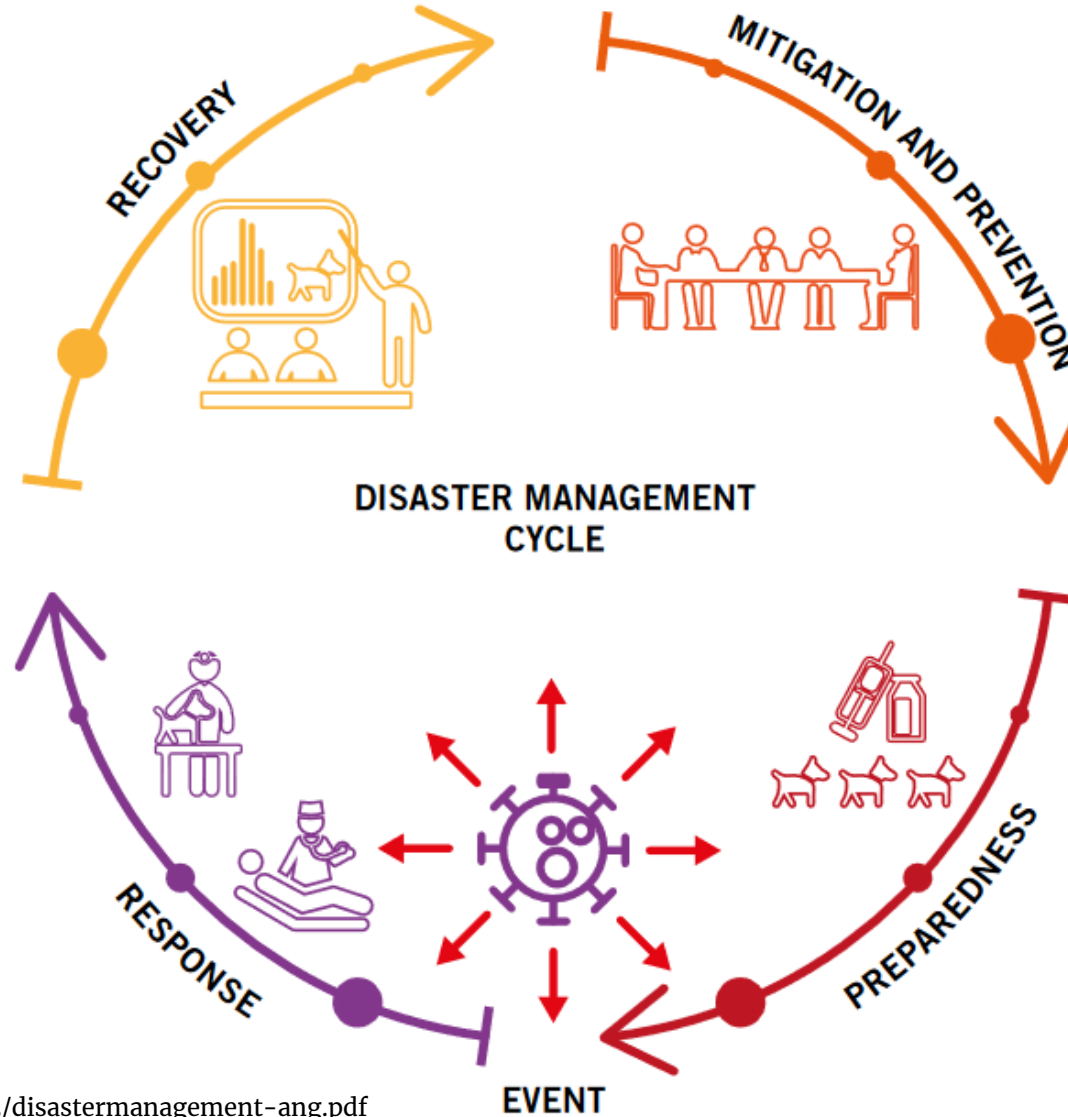 RECOVERY
MITIGATION AND PREVENTION
DISASTER MANAGEMENT
CYCLE
RESPONSE
PREPAREDNESS
EVENT
/disastermanagement-ang.pdf